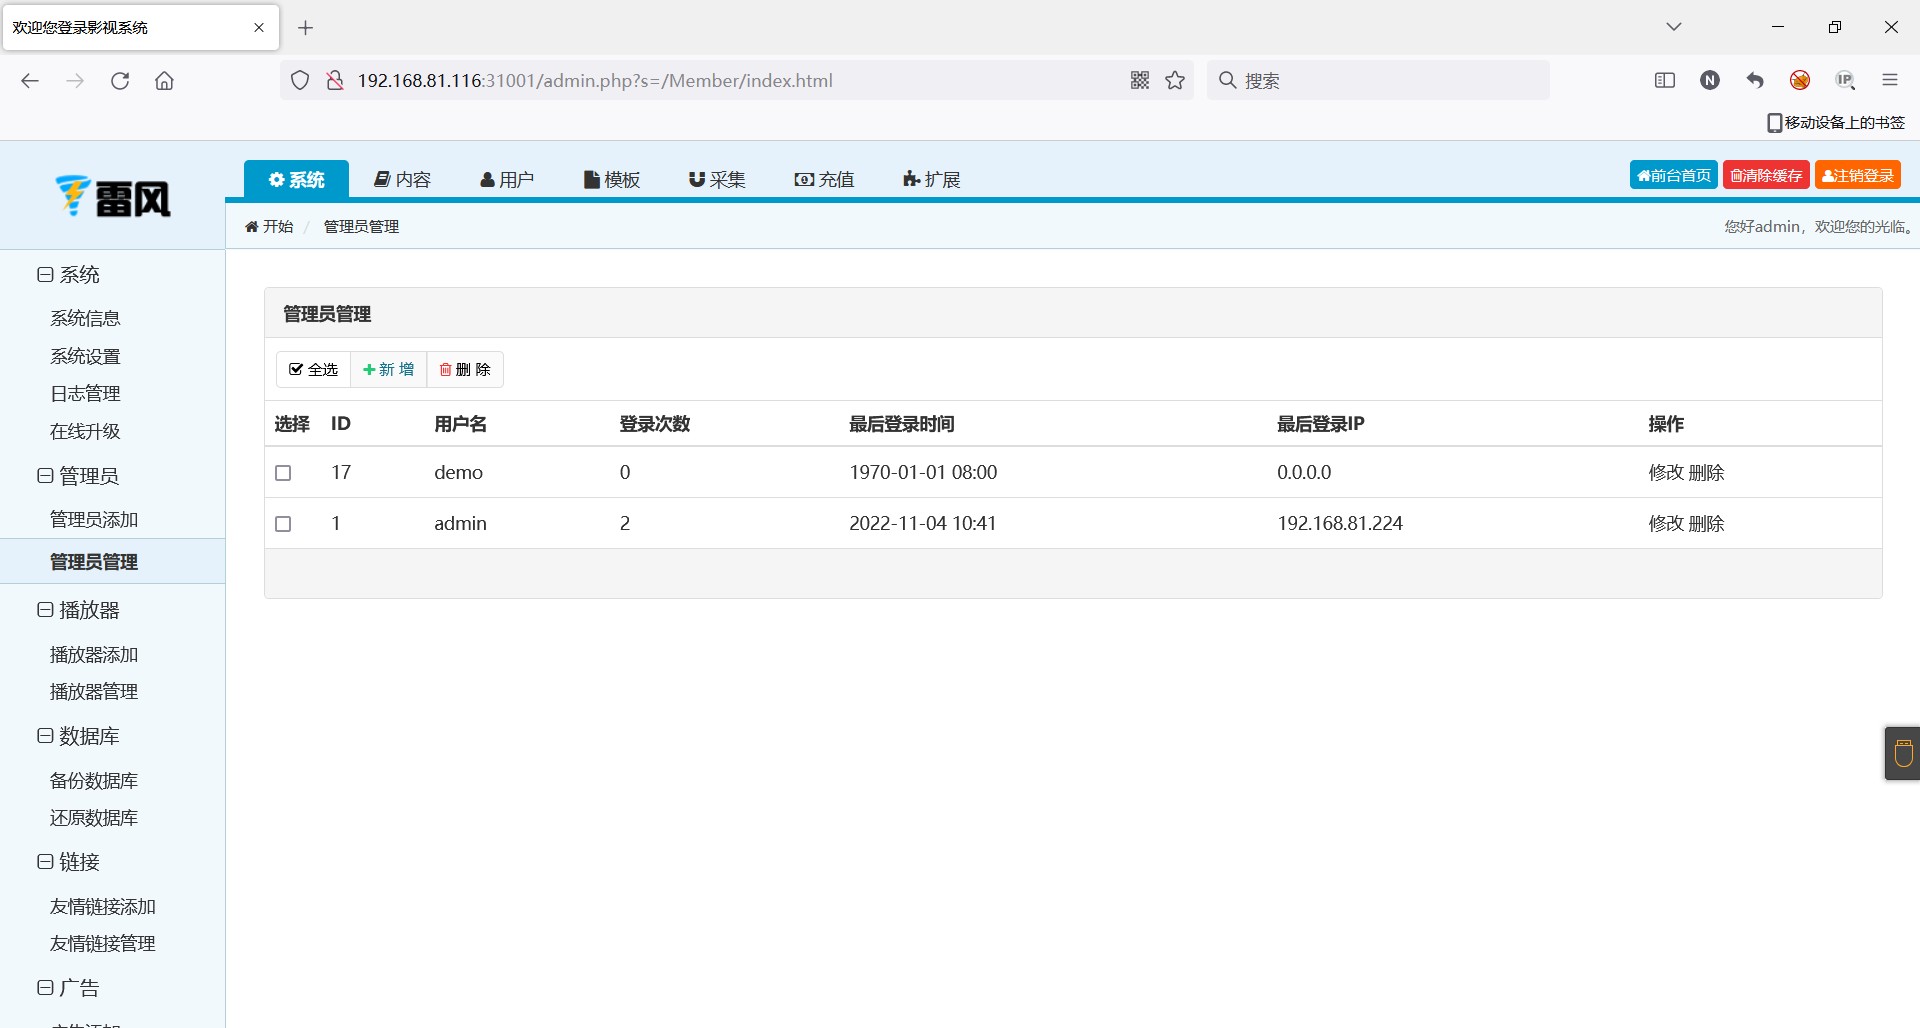 欢迎您登录影视系统
192.168.81.116:31001/admin.php?s=/Member/index.html
搜索
N
IP
移动设备上的书签
雷风
系统 内容 用户 模板 采集 充值 扩展
前台首页 清除缓存 注销登录
开始 / 管理员管理
您好admin，欢迎您的光临。
系统
系统信息
系统设置
日志管理
在线升级
管理员
管理员添加
管理员管理
播放器
播放器添加
播放器管理
数据库
备份数据库
还原数据库
链接
友情链接添加
友情链接管理
广告
管理员管理
全选 新 增 删 除
选择 ID 用户名 登录次数 最后登录时间 最后登录IP 操作
17 demo 0 1970-01-01 08:00 0.0.0.0 修改 删除
1 admin 2 2022-11-04 10:41 192.168.81.224 修改 删除